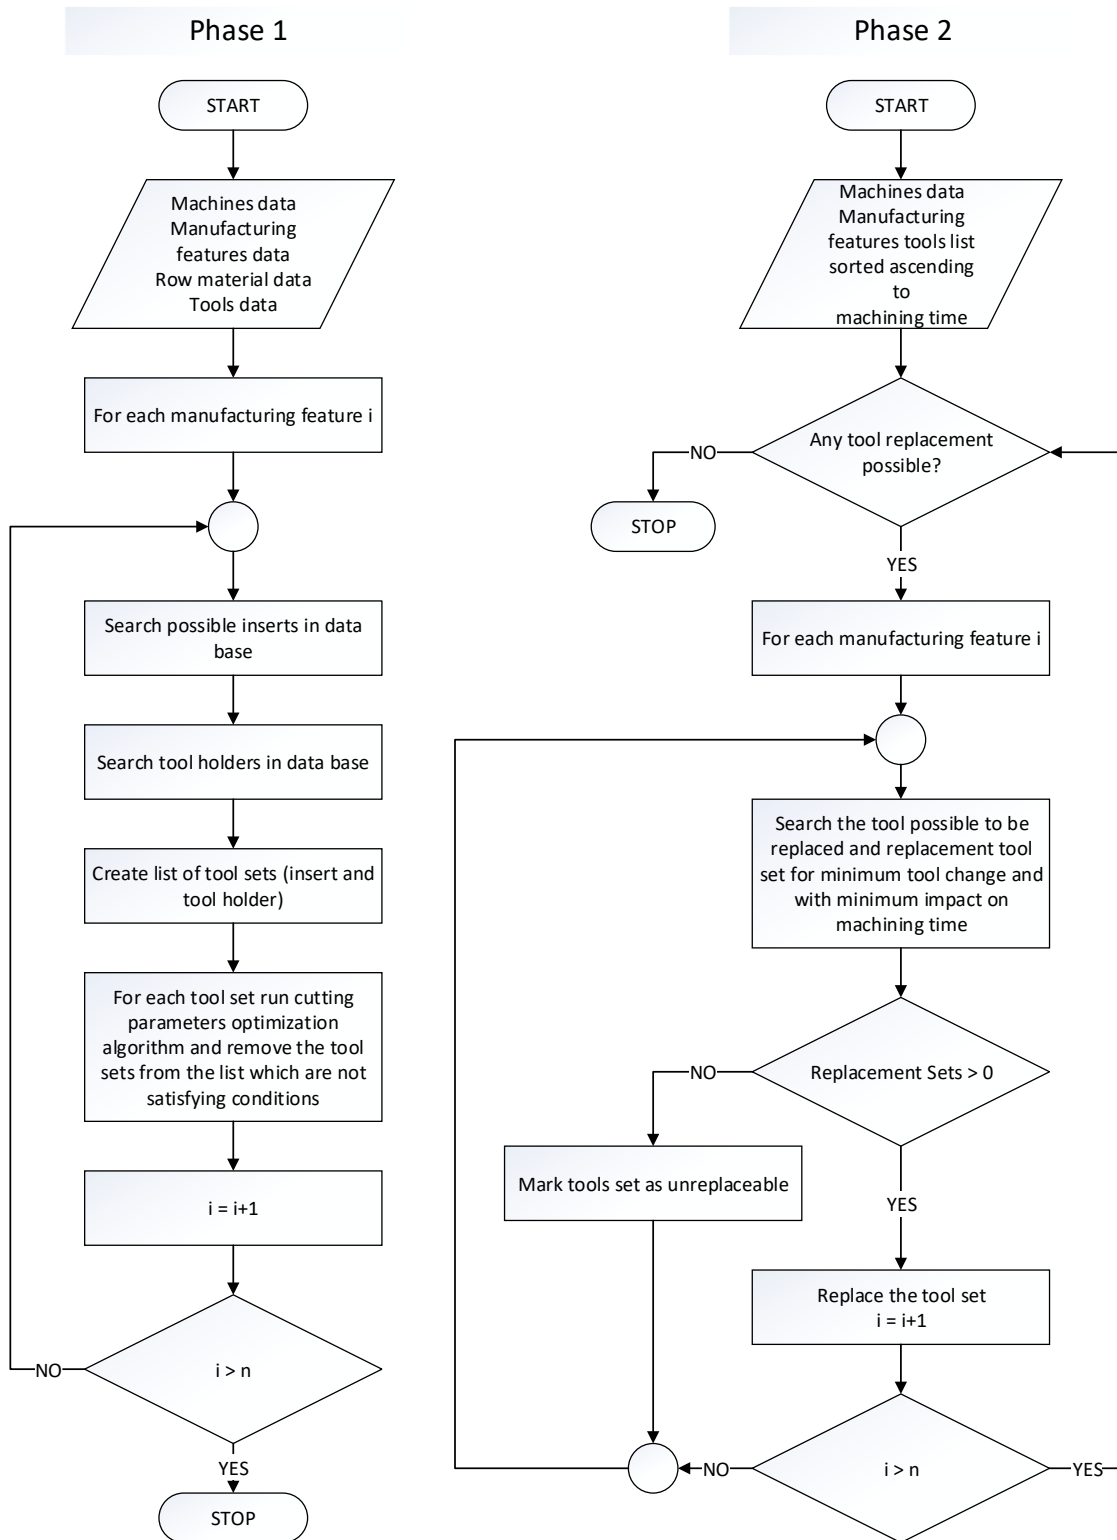 Phase 1
START
Machines data
Manufacturing
features data
Row material data
Tools data
For each manufacturing feature i
Search possible inserts in data
base
Search tool holders in data base
Create list of tool sets (insert and
tool holder)
For each tool set run cutting
parameters optimization
algorithm and remove the tool
sets from the list which are not
satisfying conditions
i = i+1
i > n
NO
YES
STOP
Phase 2
START
Machines data
Manufacturing
features tools list
sorted ascending
to
machining time
Any tool replacement
possible?
NO
STOP
YES
For each manufacturing feature i
Search the tool possible to be
replaced and replacement tool
set for minimum tool change and
with minimum impact on
machining time
Replacement Sets > 0
NO
Mark tools set as unreplaceable
YES
Replace the tool set
i = i+1
i > n
NO
YES